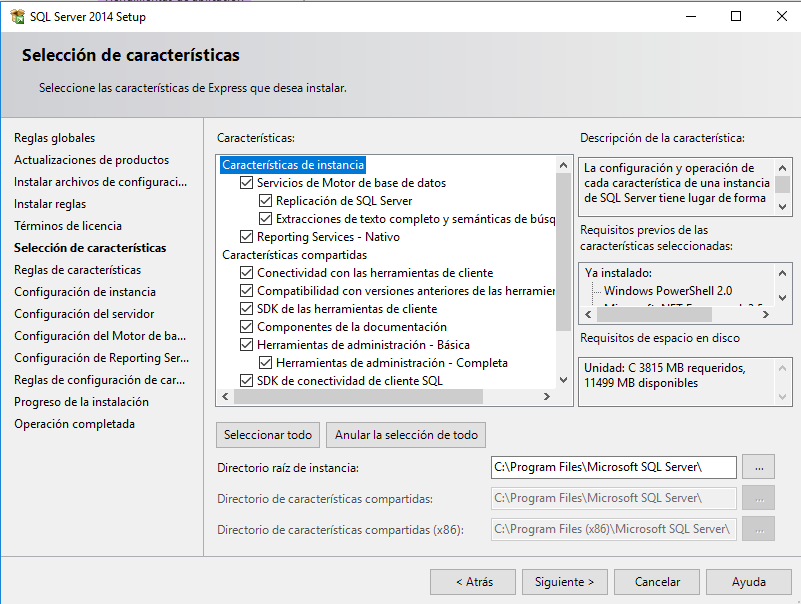 SQL Server 2014 Setup
Selección de características
Seleccione las características de Express que desea instalar.
Reglas globales
Actualizaciones de productos
Instalar archivos de configuraci...
Instalar reglas
Términos de licencia
Selección de características
Reglas de características
Configuración de instancia
Configuración del servidor
Configuración del Motor de ba...
Configuración de Reporting Ser...
Reglas de configuración de car...
Progreso de la instalación
Operación completada
Características:
Características de instancia
Servicios de Motor de base de datos
Replicación de SQL Server
Extracciones de texto completo y semánticas de búsq
Reporting Services - Nativo
Características compartidas
Conectividad con las herramientas de cliente
Compatibilidad con versiones anteriores de las herramier
SDK de las herramientas de cliente
Componentes de la documentación
Herramientas de administración - Básica
Herramientas de administración - Completa
SDK de conectividad de cliente SQL
Descripción de la característica:
La configuración y operación de
cada característica de una instancia
de SQL Server tiene lugar de forma
Requisitos previos de las
características seleccionadas:
Ya instalado:
Windows PowerShell 2.0
Requisitos de espacio en disco
Unidad: C 3815 MB requeridos,
11499 MB disponibles
Seleccionar todo
Anular la selección de todo
Directorio raíz de instancia:
C:\Program Files\Microsoft SQL Server\
...
Directorio de características compartidas:
C:\Program Files\Microsoft SQL Server\
...
Directorio de características compartidas (x86):
C:\Program Files (x86)\Microsoft SQL Server\
...
< Atrás
Siguiente >
Cancelar
Ayuda